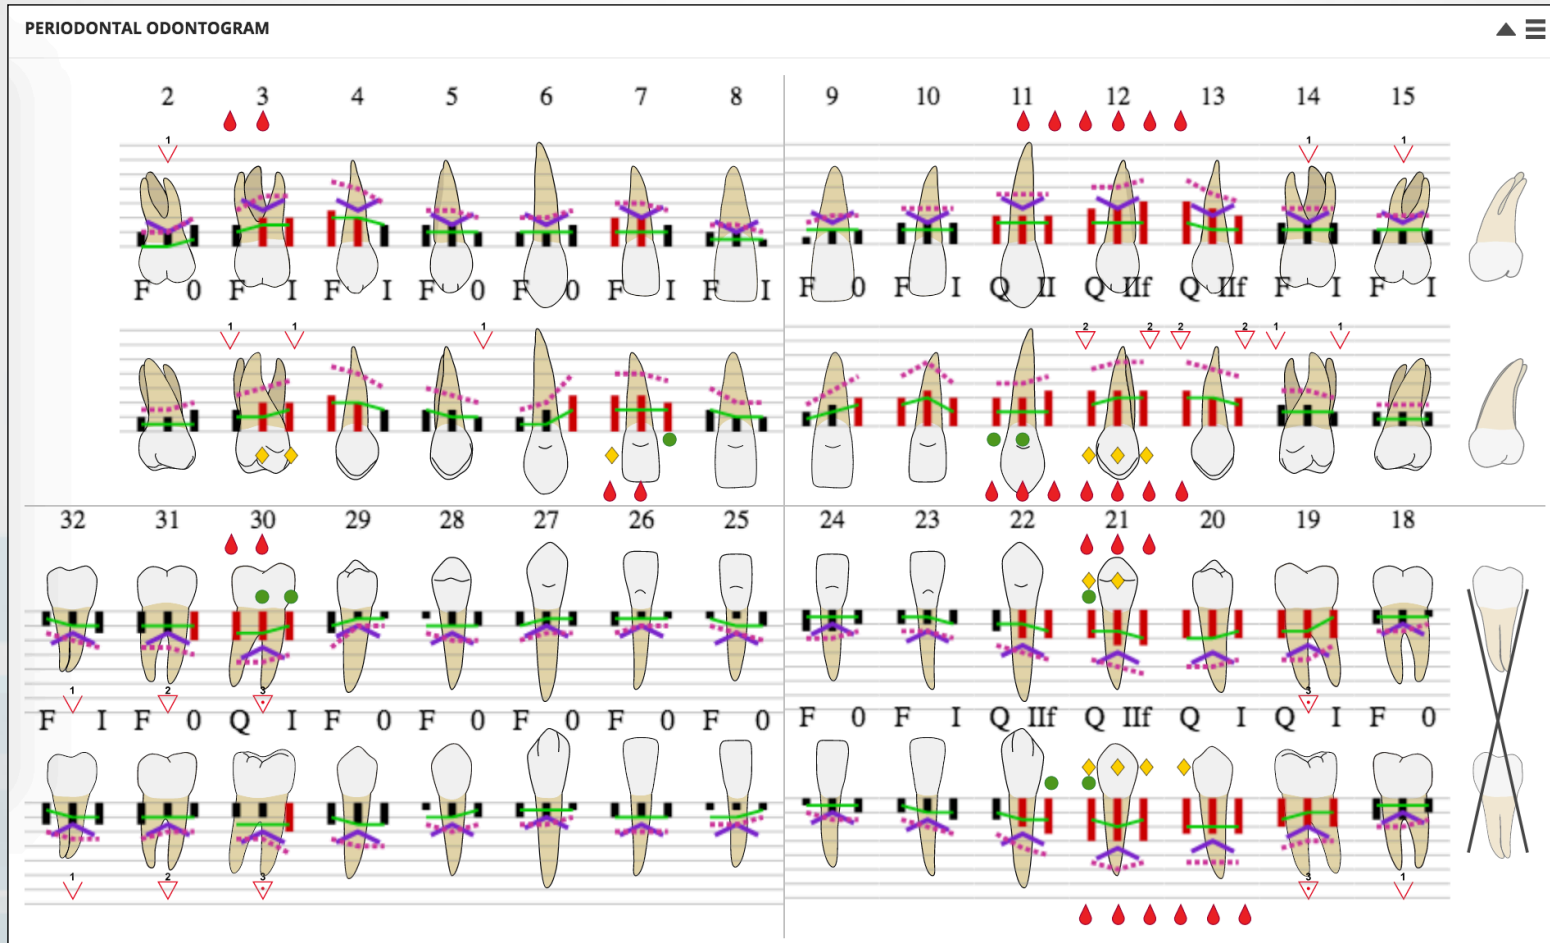 PERIODONTAL ODONTOGRAM
2 3 4 5 6 7 8 9 10 11 12 13 14 15
1 1 1
F 0 F I F I F 0 F 0 F I F I F 0 F I Q II Q IIf Q IIf F I F I
1 1 1 2 2 2 2 1 1
32 31 30 29 28 27 26 25 24 23 22 21 20 19 18
1 2 3 3
F I F 0 Q I F 0 F 0 F 0 F 0 F 0 F 0 F I Q IIf Q IIf Q I Q I F 0
1 2 3 3 1